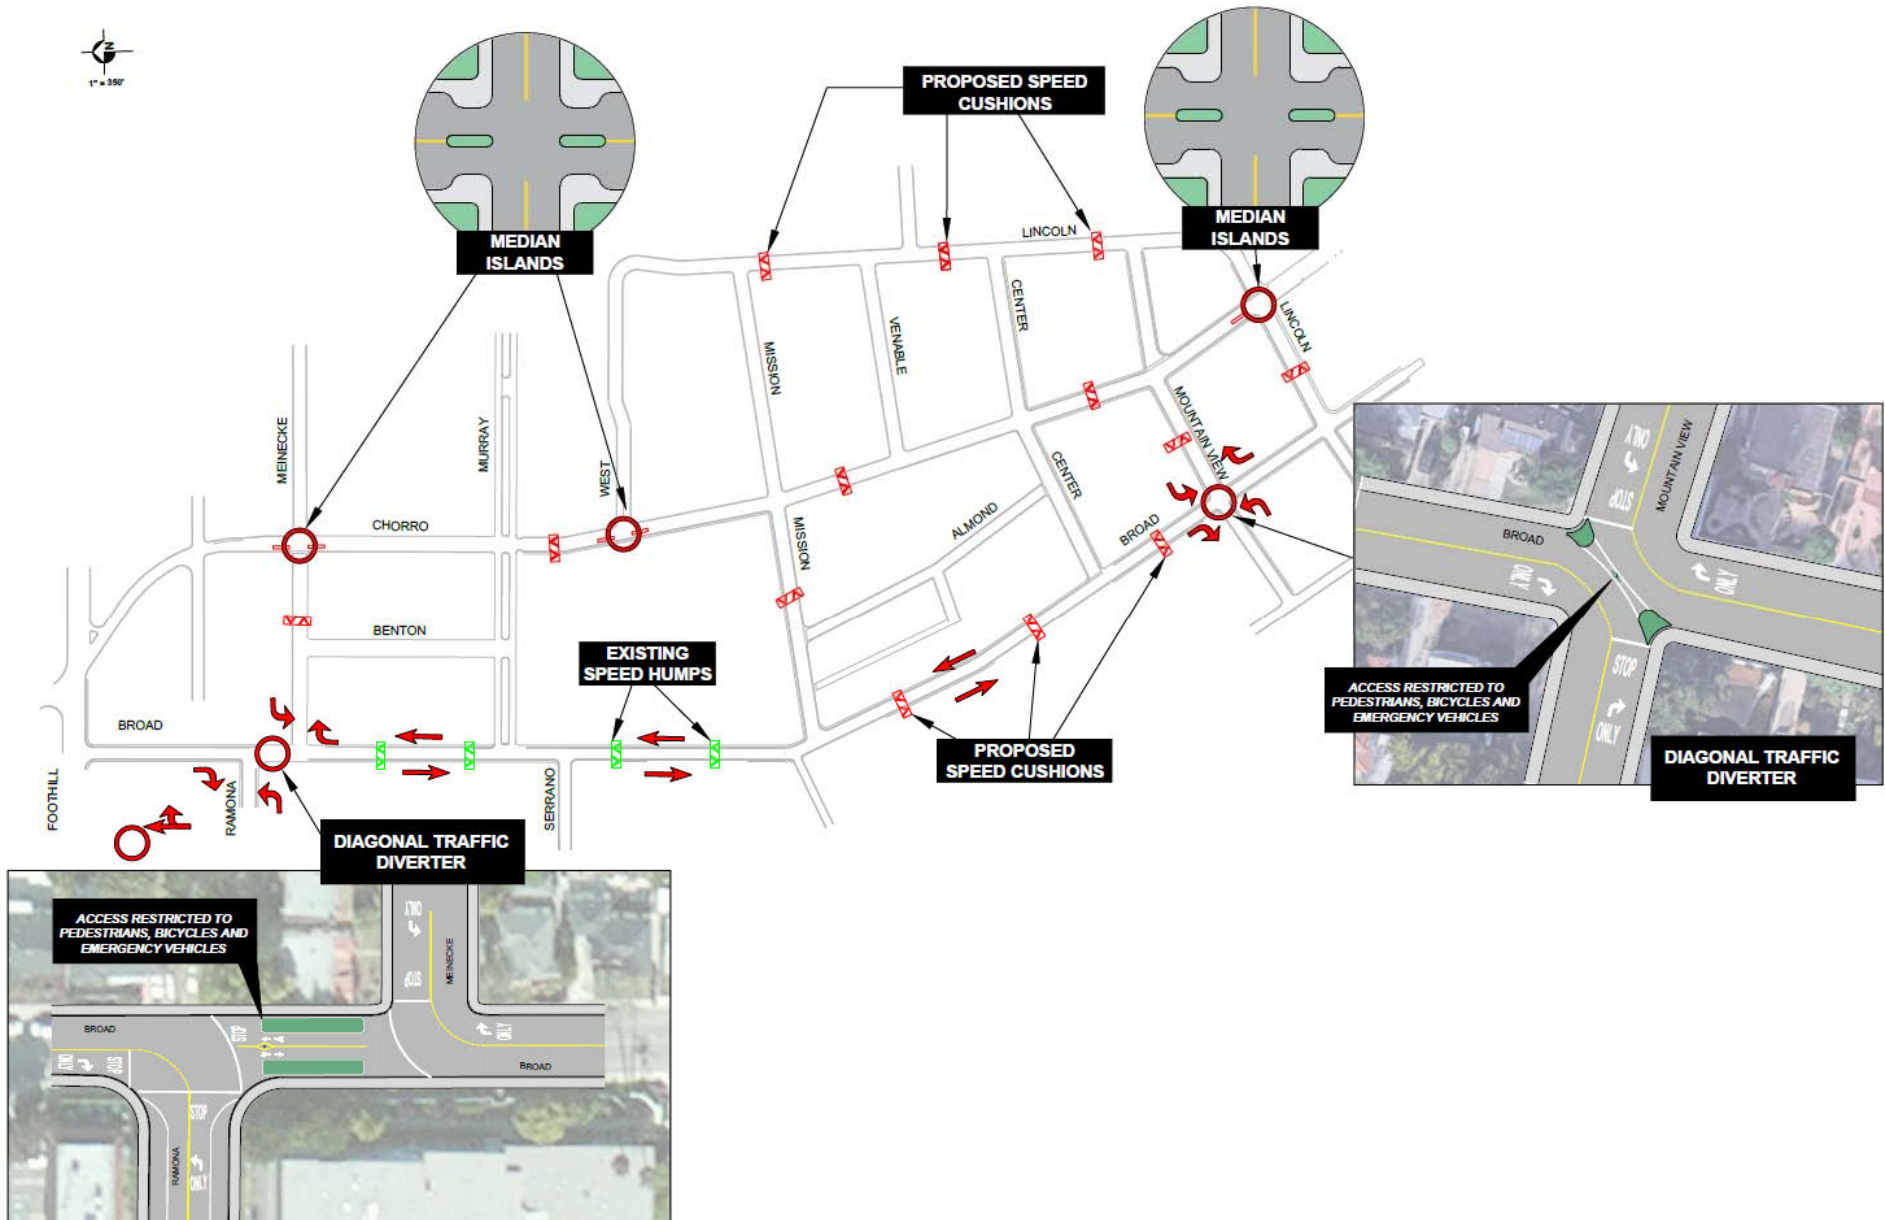 N
1" = 350'
PROPOSED SPEED
CUSHIONS
MEDIAN
ISLANDS
MEDIAN
ISLANDS
LINCOLN
CENTER
LINCOLN
VENABLE
MISSION
MEINECKE
MURRAY
WEST
MOUNTAIN VIEW
CENTER
CHORRO
MISSION
ALMOND
BROAD
BENTON
EXISTING
SPEED HUMPS
BROAD
PROPOSED
SPEED CUSHIONS
FOOTHILL
RAMONA
SERRANO
DIAGONAL TRAFFIC
DIVERTER
ONLY
STOP
MOUNTAIN VIEW
BROAD
ONLY
ONLY
STOP
ONLY
ACCESS RESTRICTED TO
PEDESTRIANS, BICYCLES AND
EMERGENCY VEHICLES
DIAGONAL TRAFFIC
DIVERTER
ACCESS RESTRICTED TO
PEDESTRIANS, BICYCLES AND
EMERGENCY VEHICLES
ONLY
STOP
MEINECKE
BROAD
STOP
ONLY
ONLY
STOP
BROAD
STOP
RAMONA
ONLY